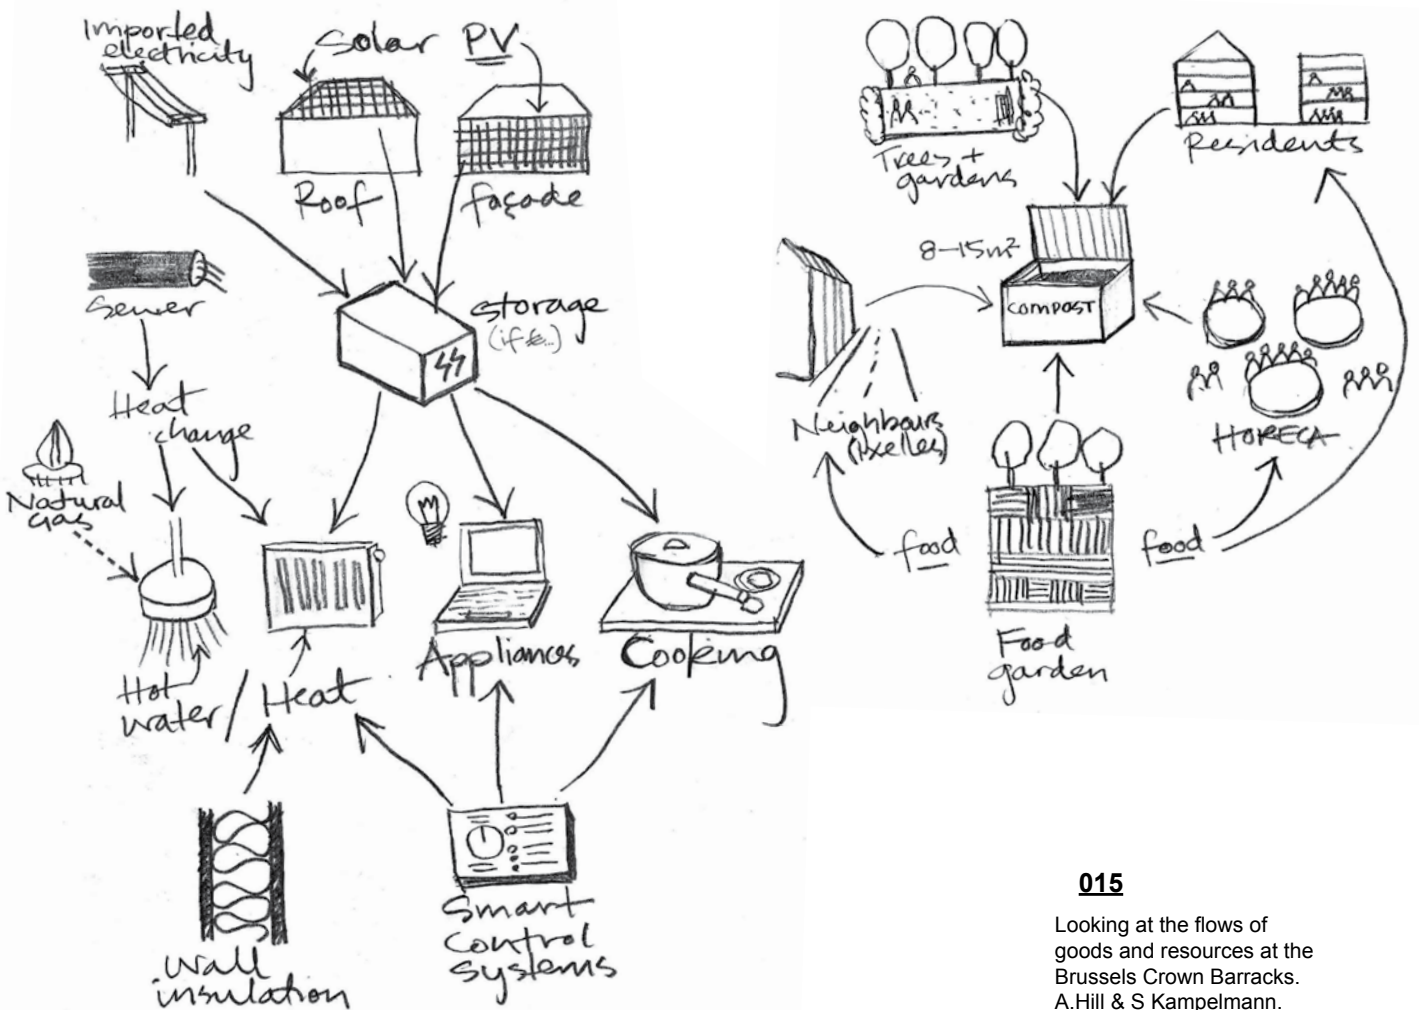 Imported
electricity
Solar PV
Roof
façade
Sewer
storage
(if
Heat
change
Natural
Gas
Hot
water / Heat
Appliances
Cooking
Wall
insulation
Smart
Control
Systems
Trees +
gardens
Residents
8-15m²
COMPOST
Neighbours
(Ixelles)
HORECA
food
food
Food
garden
015
Looking at the flows of
goods and resources at the
Brussels Crown Barracks.
A.Hill & S Kampelmann.